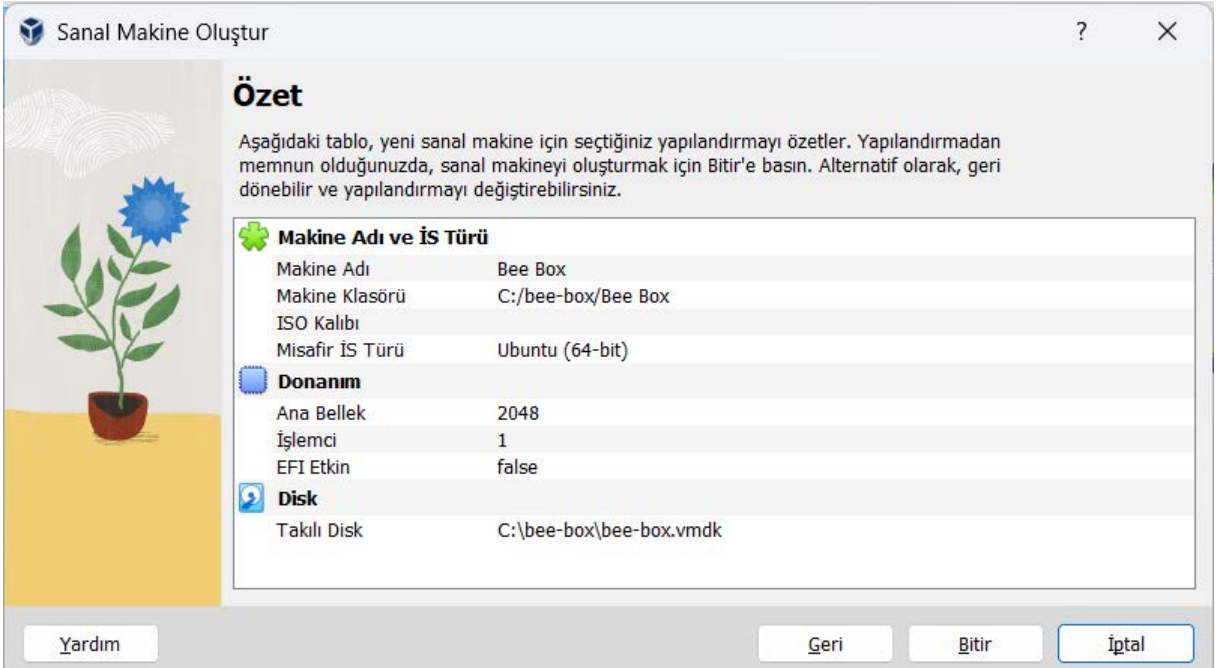 Sanal Makine Oluştur
?
Özet
Aşağıdaki tablo, yeni sanal makine için seçtiğiniz yapılandırmayı özetler. Yapılandırmadan
memnun olduğunuzda, sanal makineyi oluşturmak için Bitir'e basın. Alternatif olarak, geri
dönebilir ve yapılandırmayı değiştirebilirsiniz.
Makine Adı ve İS Türü
Makine Adı Bee Box
Makine Klasörü C:/bee-box/Bee Box
ISO Kalıbı
Misafir İS Türü Ubuntu (64-bit)
Donanım
Ana Bellek 2048
İşlemci 1
EFI Etkin false
Disk
Takılı Disk C:\bee-box\bee-box.vmdk
Yardım Geri Bitir İptal